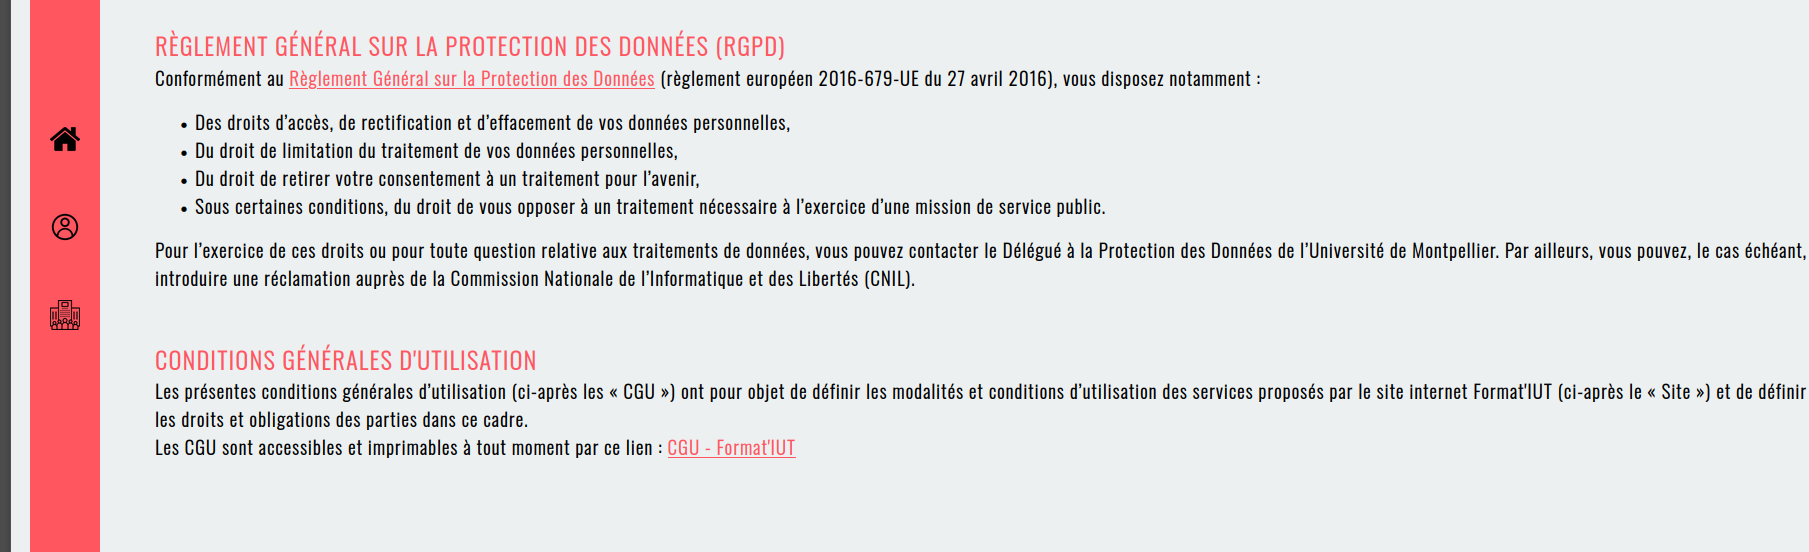 RÈGLEMENT GÉNÉRAL SUR LA PROTECTION DES DONNÉES (RGPD)
Conformément au Règlement Général sur la Protection des Données (règlement européen 2016-679-UE du 27 avril 2016), vous disposez notamment :
• Des droits d’accès, de rectification et d’effacement de vos données personnelles,
• Du droit de limitation du traitement de vos données personnelles,
• Du droit de retirer votre consentement à un traitement pour l’avenir,
• Sous certaines conditions, du droit de vous opposer à un traitement nécessaire à l’exercice d’une mission de service public.
Pour l’exercice de ces droits ou pour toute question relative aux traitements de données, vous pouvez contacter le Délégué à la Protection des Données de l’Université de Montpellier. Par ailleurs, vous pouvez, le cas échéant,
introduire une réclamation auprès de la Commission Nationale de l’Informatique et des Libertés (CNIL).
CONDITIONS GÉNÉRALES D'UTILISATION
Les présentes conditions générales d’utilisation (ci-après les « CGU ») ont pour objet de définir les modalités et conditions d’utilisation des services proposés par le site internet Format'IUT (ci-après le « Site ») et de définir
les droits et obligations des parties dans ce cadre.
Les CGU sont accessibles et imprimables à tout moment par ce lien : CGU - Format'IUT